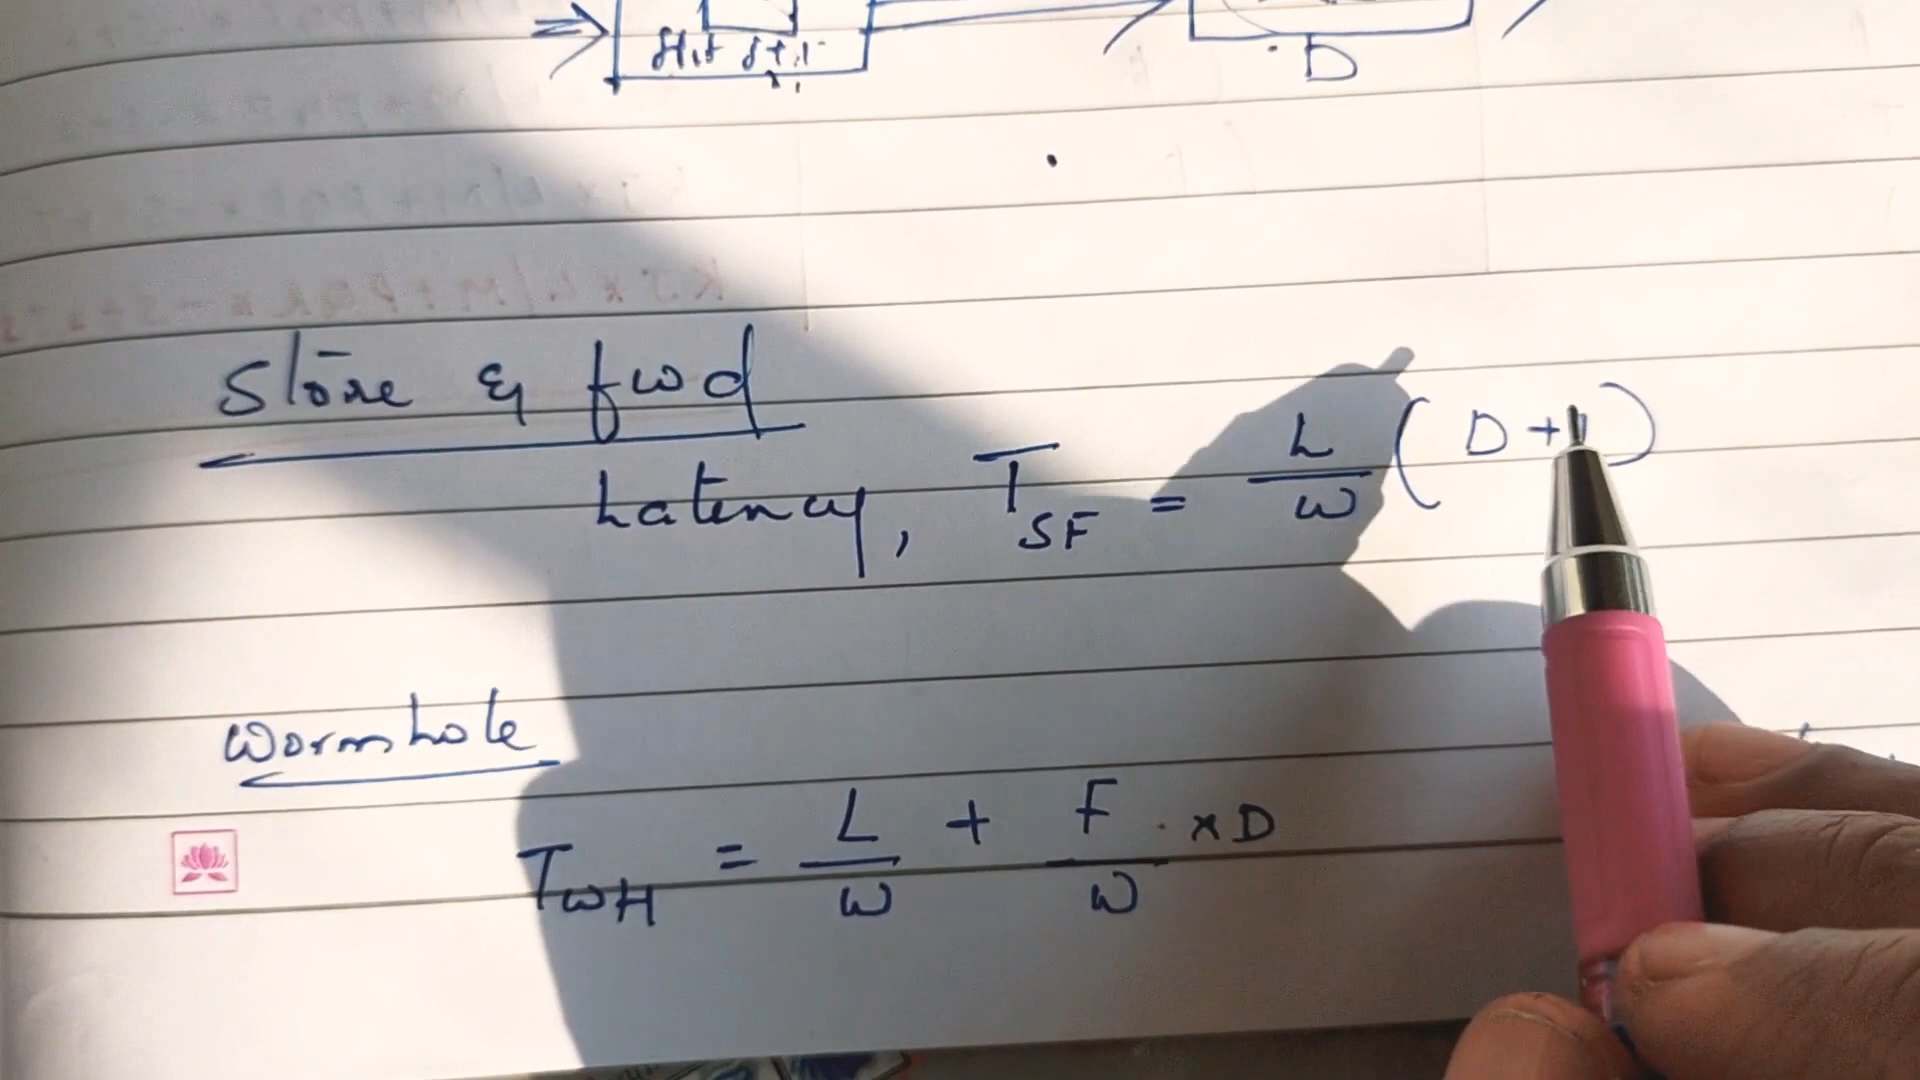 D
Store & fwd
Latency, T_SF = L/W (D+1)
Wormhole
T_WH = L/W + F/W × D